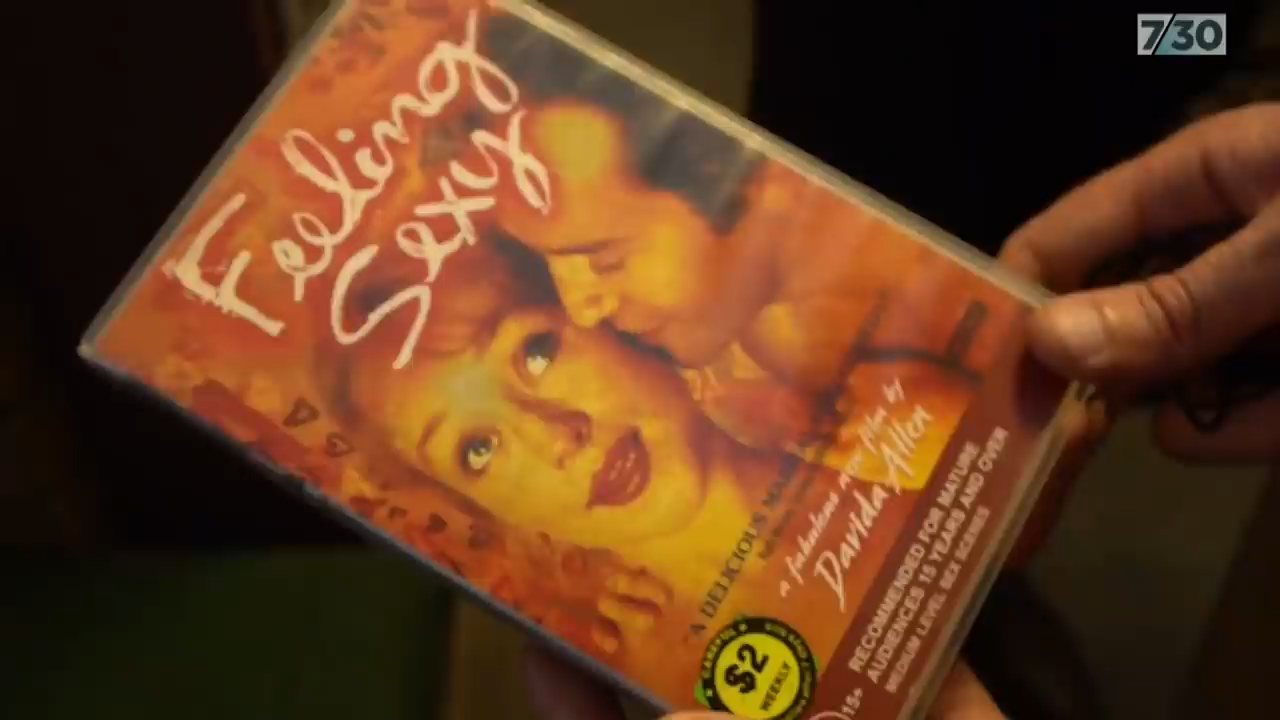 7/30
Feeling
Sexy
"A DELICIOUS
a fabulous new film by
Davida Allen
RECOMMENDED FOR MATURE
AUDIENCES 15 YEARS AND OVER
MEDIUM LEVEL SEX SCENES
15+
$2
WEEKLY